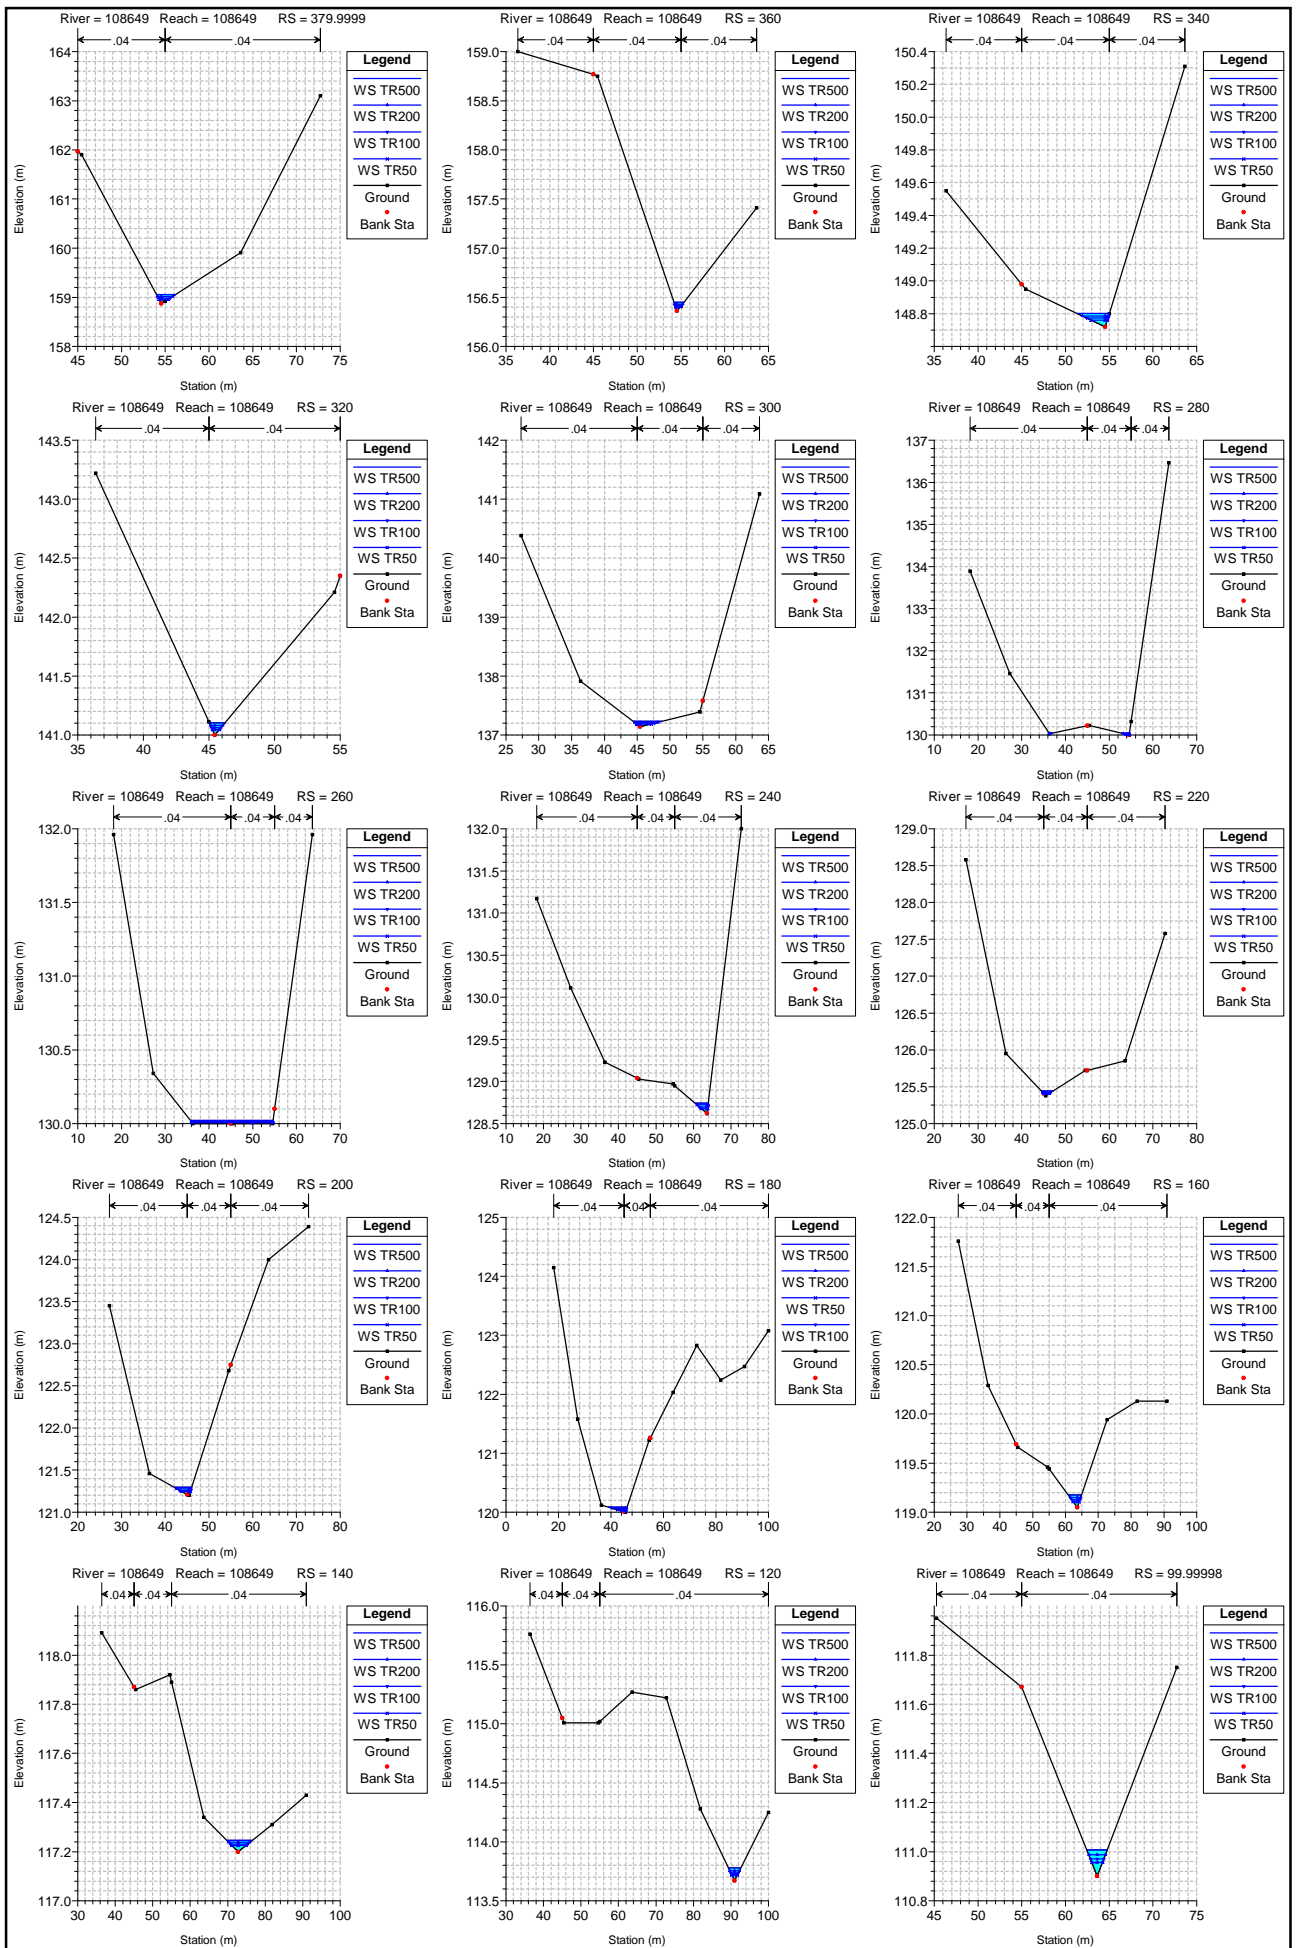 River = 108649 Reach = 108649 RS = 379.9999
.04 .04
164
163
162
161
160
159
158
Elevation (m)
45 50 55 60 65 70 75
Station (m)
Legend
WS TR500
WS TR200
WS TR100
WS TR50
Ground
Bank Sta
River = 108649 Reach = 108649 RS = 360
.04 .04 .04
159.0
158.5
158.0
157.5
157.0
156.5
156.0
Elevation (m)
35 40 45 50 55 60 65
Station (m)
Legend
WS TR500
WS TR200
WS TR100
WS TR50
Ground
Bank Sta
River = 108649 Reach = 108649 RS = 340
.04 .04 .04
150.4
150.0
149.8
149.6
149.4
149.2
149.0
148.8
Elevation (m)
35 40 45 50 55 60 65
Station (m)
Legend
WS TR500
WS TR200
WS TR100
WS TR50
Ground
Bank Sta
River = 108649 Reach = 108649 RS = 320
.04 .04
143.5
143.0
142.5
142.0
141.5
141.0
Elevation (m)
35 40 45 50 55
Station (m)
Legend
WS TR500
WS TR200
WS TR100
WS TR50
Ground
Bank Sta
River = 108649 Reach = 108649 RS = 300
.04 .04 .04
142
141
140
139
138
137
Elevation (m)
25 30 35 40 45 50 55 60 65
Station (m)
Legend
WS TR500
WS TR200
WS TR100
WS TR50
Ground
Bank Sta
River = 108649 Reach = 108649 RS = 280
.04 .04 .04
137
136
135
134
133
132
131
130
Elevation (m)
10 20 30 40 50 60 70
Station (m)
Legend
WS TR500
WS TR200
WS TR100
WS TR50
Ground
Bank Sta
River = 108649 Reach = 108649 RS = 260
.04 .04 .04
132.0
131.5
131.0
130.5
130.0
Elevation (m)
10 20 30 40 50 60 70
Station (m)
Legend
WS TR500
WS TR200
WS TR100
WS TR50
Ground
Bank Sta
River = 108649 Reach = 108649 RS = 240
.04 .04 .04
132.0
131.5
131.0
130.5
130.0
129.5
129.0
128.5
Elevation (m)
10 20 30 40 50 60 70 80
Station (m)
Legend
WS TR500
WS TR200
WS TR100
WS TR50
Ground
Bank Sta
River = 108649 Reach = 108649 RS = 220
.04 .04 .04
129.0
128.5
128.0
127.5
127.0
126.5
126.0
125.5
125.0
Elevation (m)
20 30 40 50 60 70 80
Station (m)
Legend
WS TR500
WS TR200
WS TR100
WS TR50
Ground
Bank Sta
River = 108649 Reach = 108649 RS = 200
.04 .04 .04
124.5
124.0
123.5
123.0
122.5
122.0
121.5
121.0
Elevation (m)
20 30 40 50 60 70 80
Station (m)
Legend
WS TR500
WS TR200
WS TR100
WS TR50
Ground
Bank Sta
River = 108649 Reach = 108649 RS = 180
.04 .04 .04
125
124
123
122
121
120
Elevation (m)
0 20 40 60 80 100
Station (m)
Legend
WS TR500
WS TR200
WS TR50
WS TR100
Ground
Bank Sta
River = 108649 Reach = 108649 RS = 160
.04 .04 .04
122.0
121.5
121.0
120.5
120.0
119.5
119.0
Elevation (m)
20 30 40 50 60 70 80 90 100
Station (m)
Legend
WS TR500
WS TR200
WS TR100
WS TR50
Ground
Bank Sta
River = 108649 Reach = 108649 RS = 140
.04 .04 .04
118.0
117.8
117.6
117.4
117.2
117.0
Elevation (m)
30 40 50 60 70 80 90 100
Station (m)
Legend
WS TR500
WS TR200
WS TR100
WS TR50
Ground
Bank Sta
River = 108649 Reach = 108649 RS = 120
.04 .04 .04
116.0
115.5
115.0
114.5
114.0
113.5
Elevation (m)
30 40 50 60 70 80 90 100
Station (m)
Legend
WS TR500
WS TR200
WS TR100
WS TR50
Ground
Bank Sta
River = 108649 Reach = 108649 RS = 99.99998
.04 .04
111.8
111.6
111.4
111.2
111.0
110.8
Elevation (m)
45 50 55 60 65 70 75
Station (m)
Legend
WS TR500
WS TR200
WS TR100
WS TR50
Ground
Bank Sta